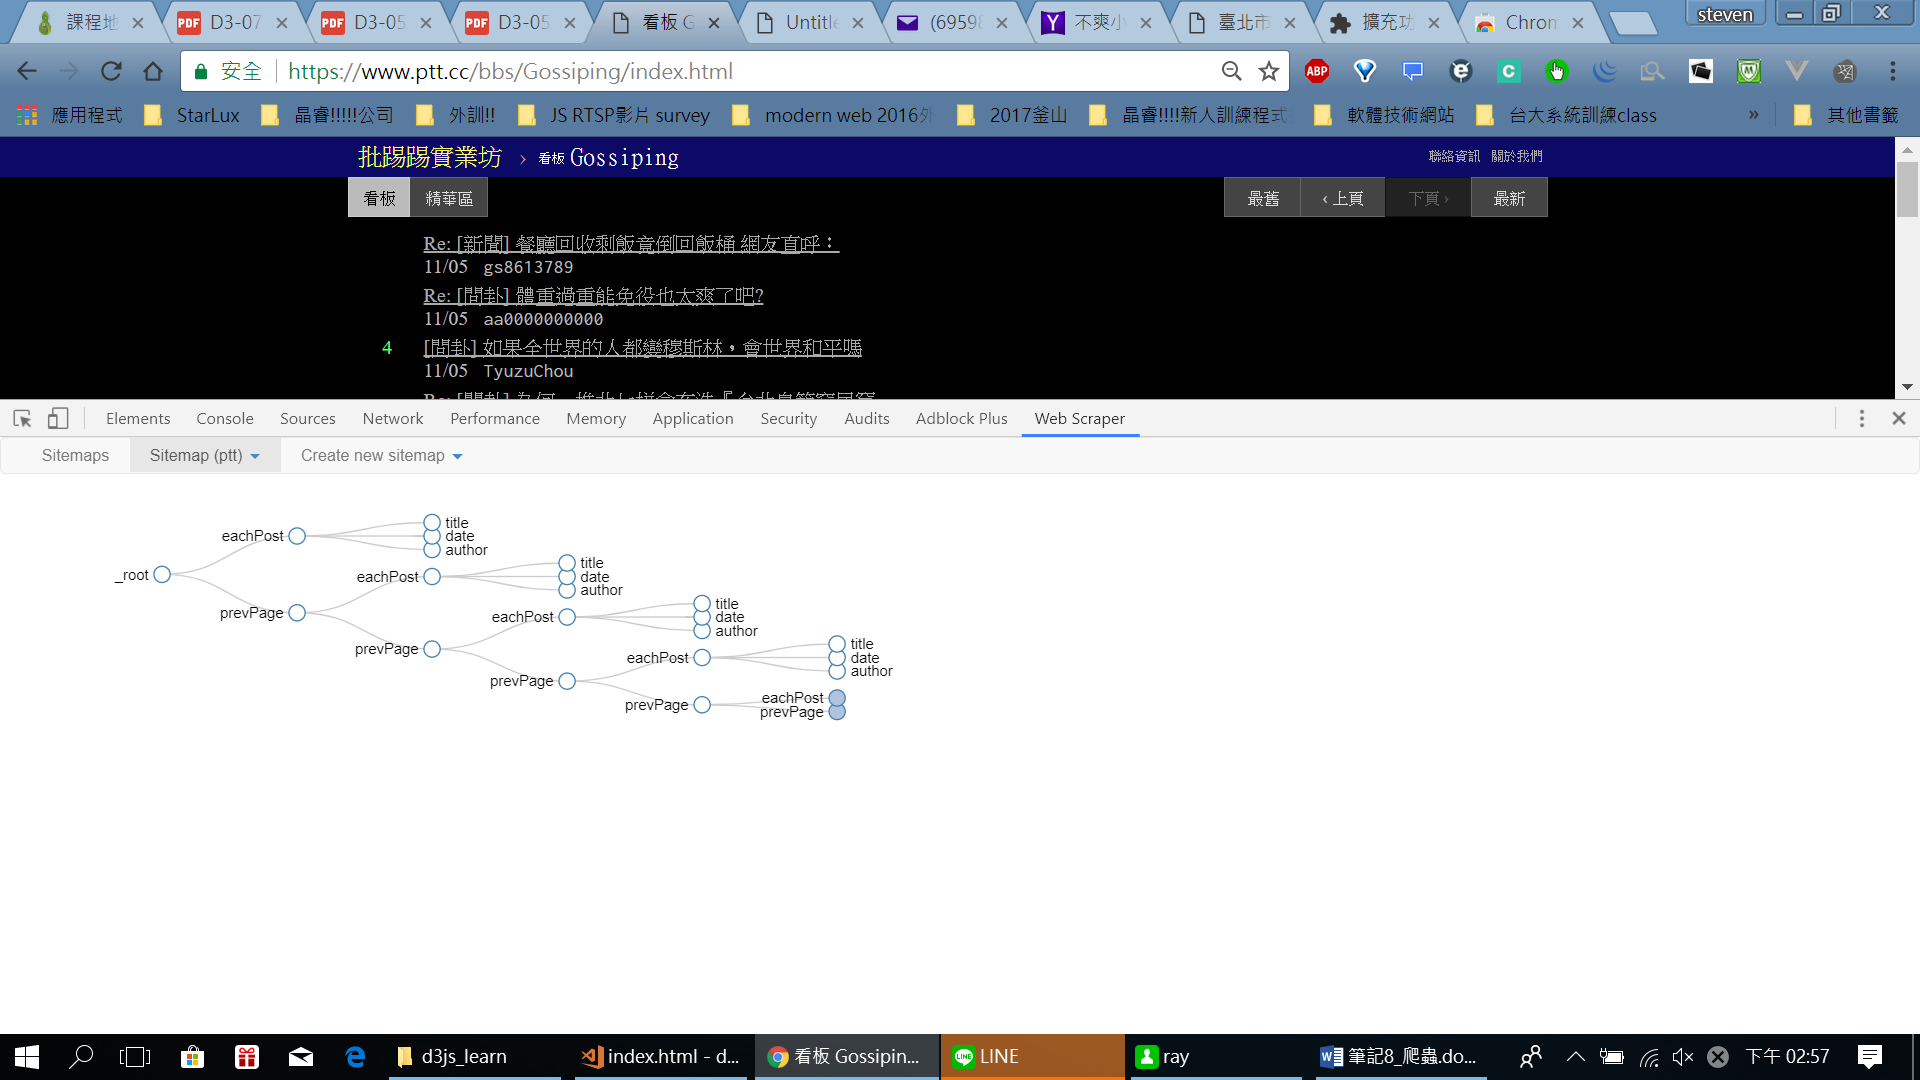 課程地 D3-07 D3-05 D3-05 看板 G Untitle (6959 不爽小 臺北市 擴充功 Chrom steven
安全 https://www.ptt.cc/bbs/Gossiping/index.html
應用程式 StarLux 晶睿!!!!!公司 外訓!! JS RTSP影片 survey modern web 2016外 2017釜山 晶睿!!!!新人訓練程式 軟體技術網站 台大系統訓練class » 其他書籤
批踢踢實業坊 › 看板 Gossiping 聯絡資訊 關於我們
看板 精華區 最舊 ‹ 上頁 下頁 › 最新
Re: [新聞] 餐廳回收剩飯竟倒回飯桶 網友直呼：
11/05 gs8613789
Re: [問卦] 體重過重能免役也太爽了吧?
11/05 aa0000000000
4 [問卦] 如果全世界的人都變穆斯林，會世界和平嗎
11/05 TyuzuChou
Elements Console Sources Network Performance Memory Application Security Audits Adblock Plus Web Scraper
Sitemaps Sitemap (ptt) Create new sitemap
title
eachPost date
author
title
_root eachPost date
author
title
prevPage eachPost date
author
title
prevPage eachPost date
author
prevPage
eachPost
prevPage prevPage
d3js_learn index.html - d... 看板 Gossipin... LINE ray 筆記8_爬蟲.do... 下午 02:57